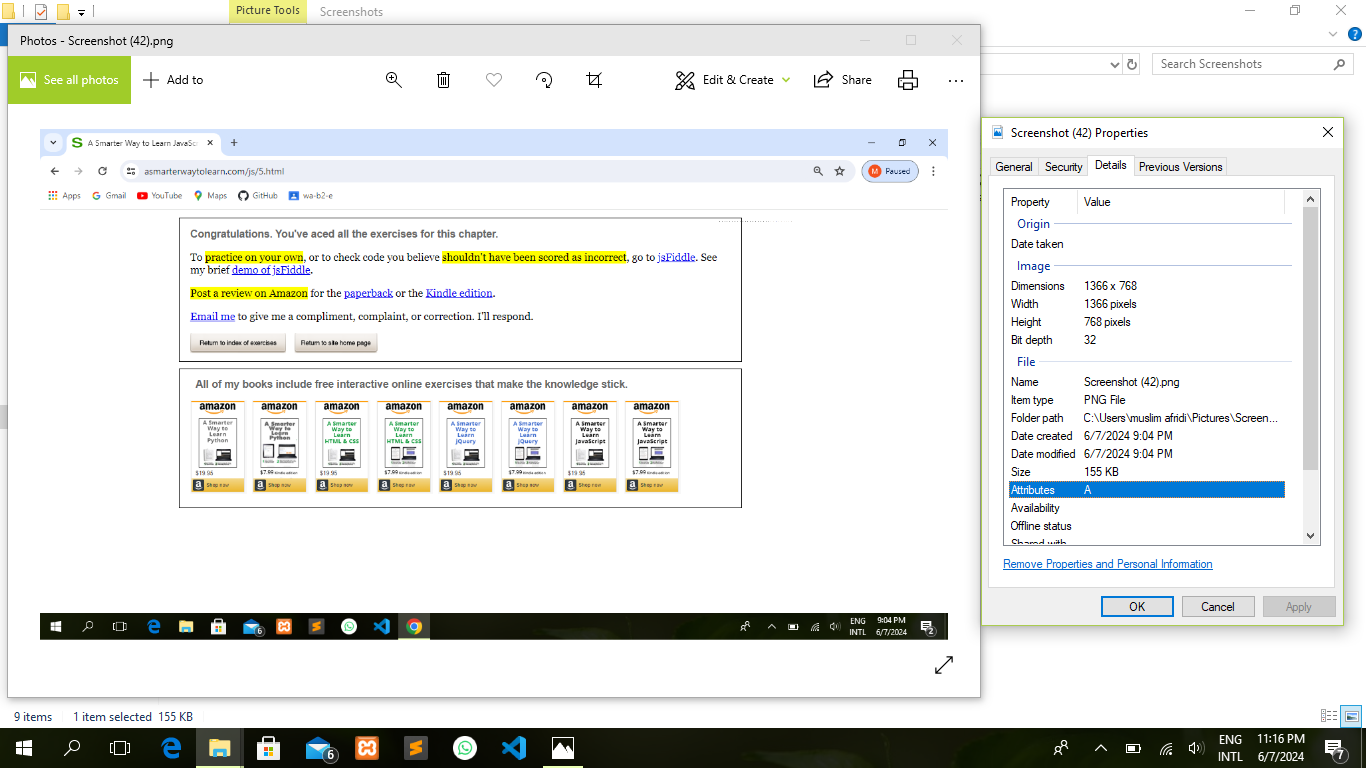 Picture Tools
Screenshots
Photos - Screenshot (42).png
See all photos
Add to
Edit & Create
Share
Search Screenshots
A Smarter Way to Learn JavaSc
asmarterwaytolearn.com/js/5.html
M
Paused
Apps
Gmail
YouTube
Maps
GitHub
wa-b2-e
Congratulations. You've aced all the exercises for this chapter.
To practice on your own, or to check code you believe shouldn't have been scored as incorrect, go to jsFiddle. See
my brief demo of jsFiddle.
Post a review on Amazon for the paperback or the Kindle edition.
Email me to give me a compliment, complaint, or correction. I'll respond.
Return to index of exercises
Return to site home page
All of my books include free interactive online exercises that make the knowledge stick.
amazon amazon amazon amazon amazon amazon amazon amazon
A Smarter Way to Learn Python
A Smarter Way to Learn Python
A Smarter Way to Learn HTML & CSS
A Smarter Way to Learn HTML & CSS
A Smarter Way to Learn jQuery
A Smarter Way to Learn jQuery
A Smarter Way to Learn JavaScript
A Smarter Way to Learn JavaScript
$19.95 $7.99 Kindle edition $19.95 $7.99 Kindle edition $19.95 $7.99 Kindle edition $19.95 $7.99 Kindle edition
a Shop now a Shop now a Shop now a Shop now a Shop now a Shop now a Shop now a Shop now
6
ENG
INTL
9:04 PM
6/7/2024
2
Screenshot (42) Properties
General Security Details Previous Versions
Property Value
Origin
Date taken
Image
Dimensions 1366 x 768
Width 1366 pixels
Height 768 pixels
Bit depth 32
File
Name Screenshot (42).png
Item type PNG File
Folder path C:\Users\muslim afridi\Pictures\Screen...
Date created 6/7/2024 9:04 PM
Date modified 6/7/2024 9:04 PM
Size 155 KB
Attributes A
Availability
Offline status
Shared with
Remove Properties and Personal Information
OK Cancel Apply
9 items 1 item selected 155 KB
6
ENG
INTL
11:16 PM
6/7/2024
7